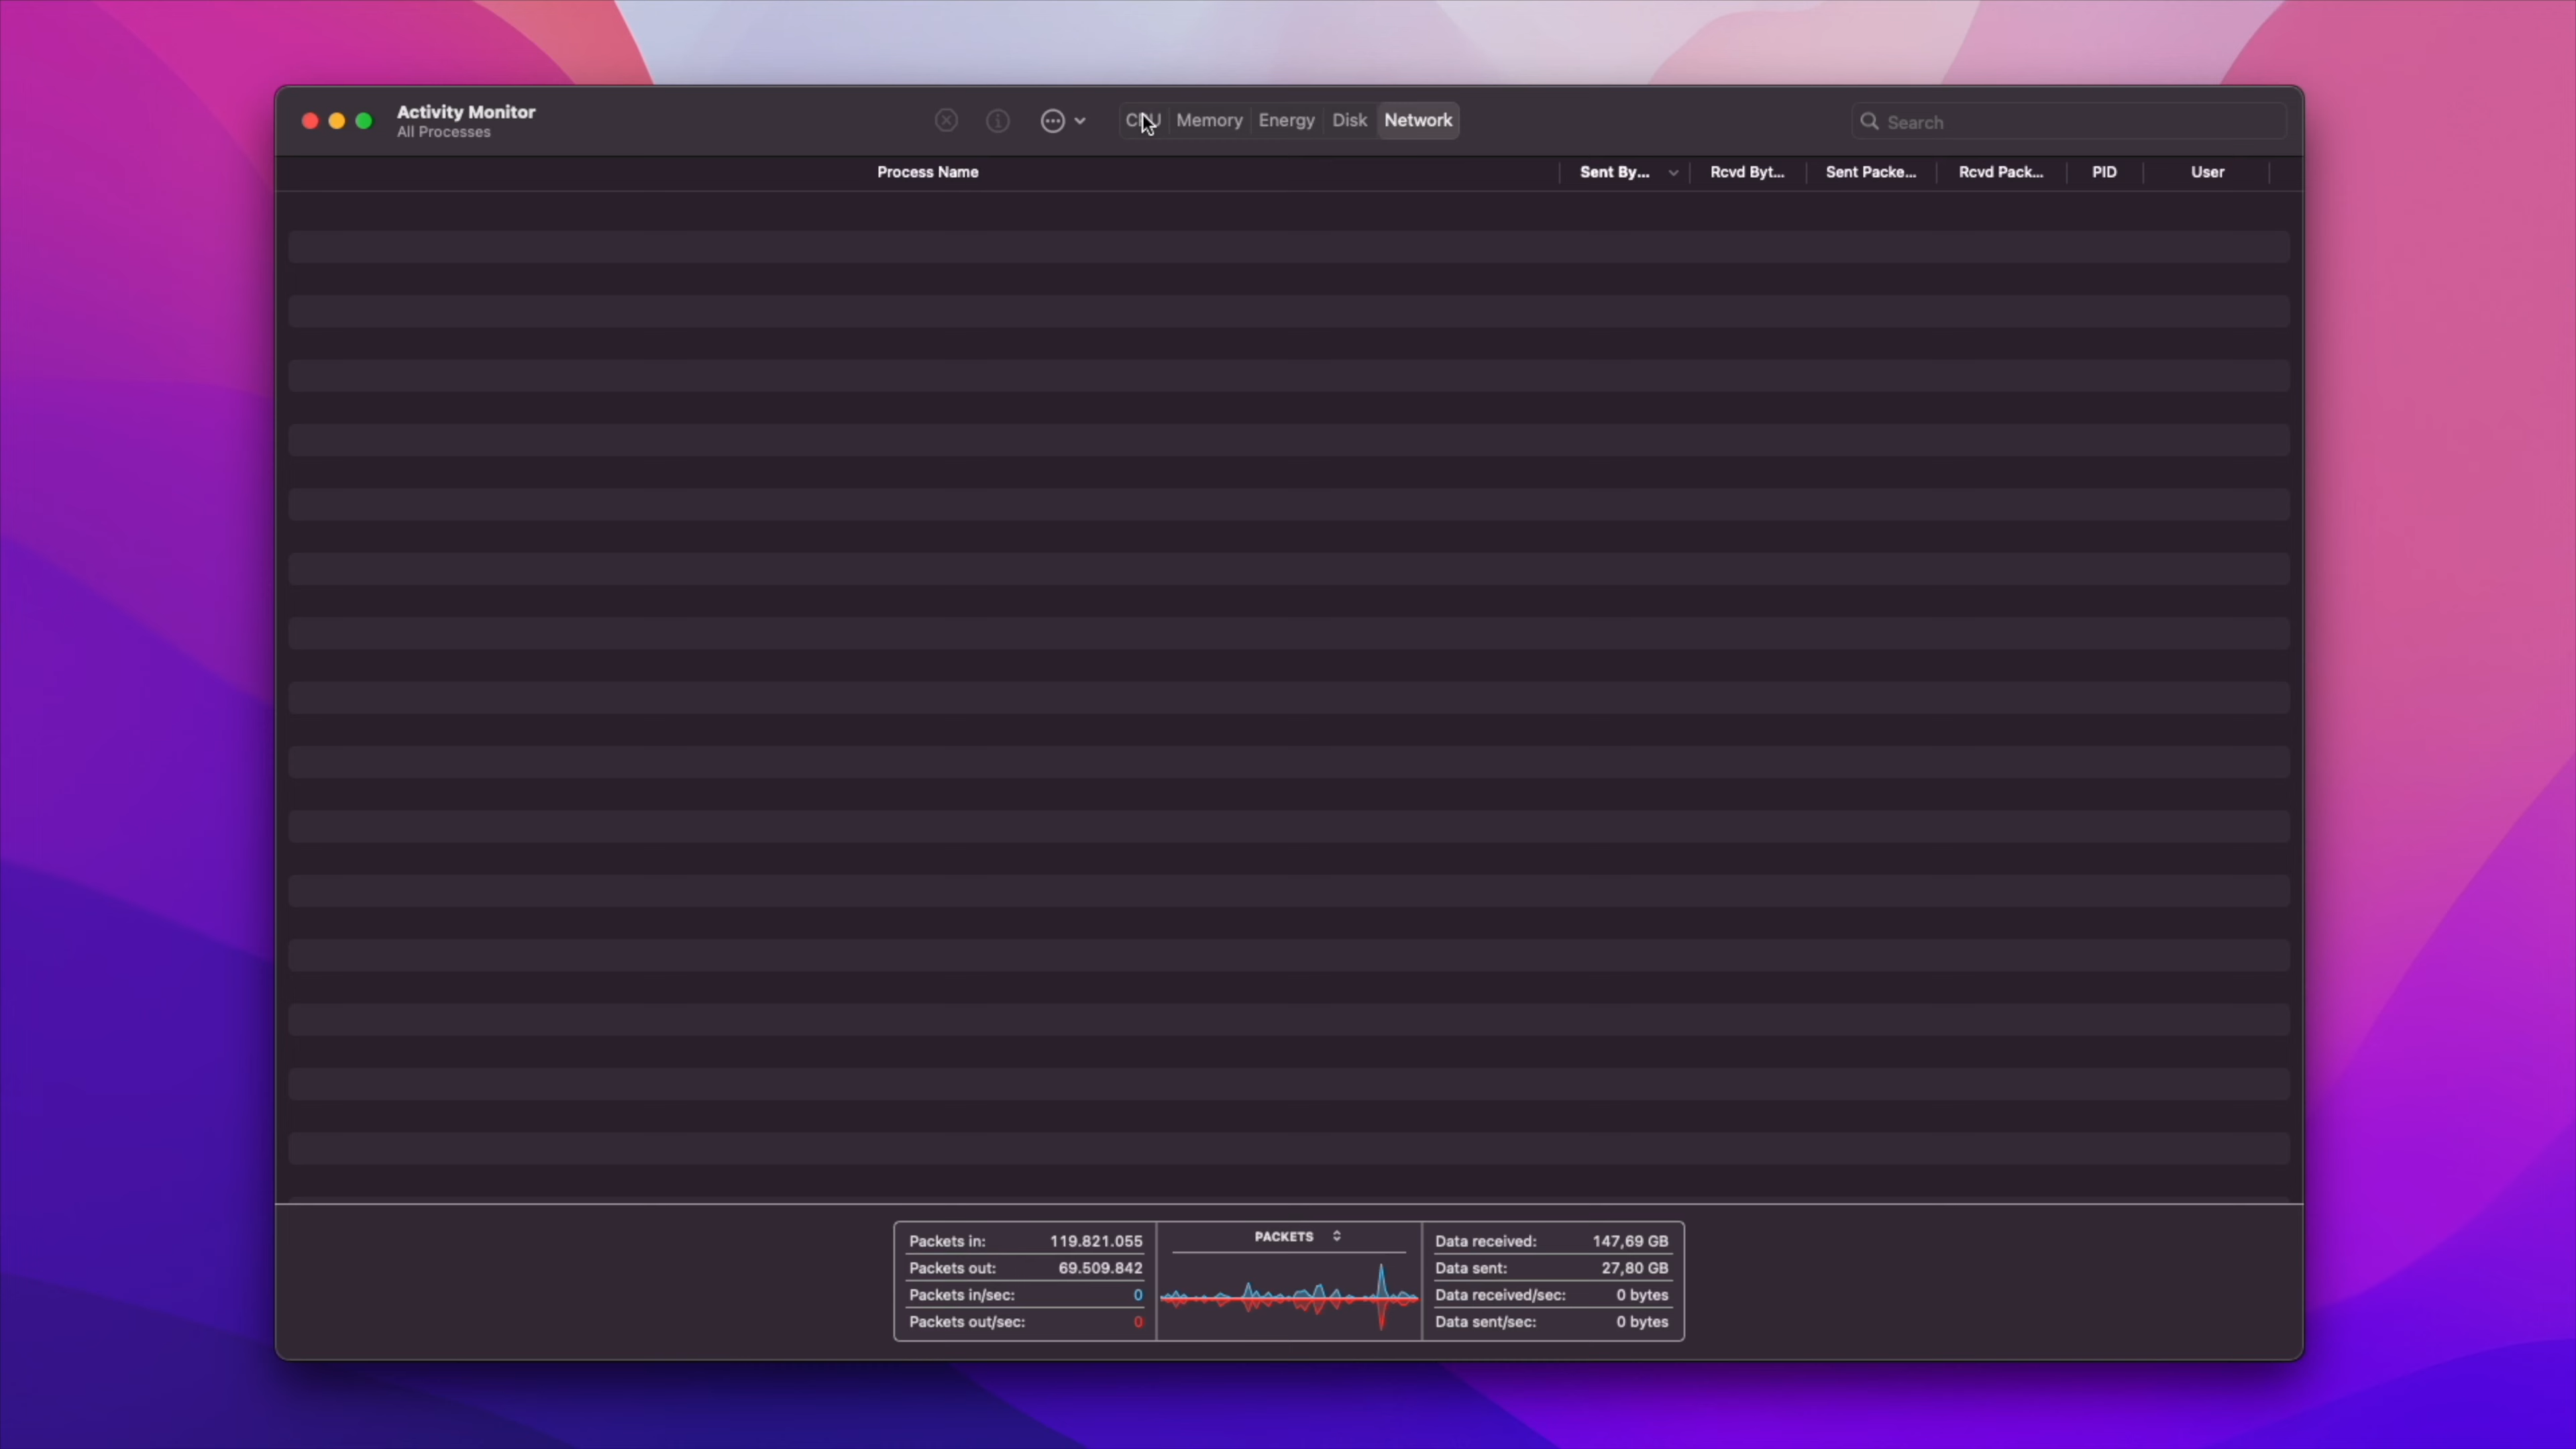 Activity Monitor
All Processes
CPU Memory Energy Disk Network
Search
Process Name Sent By... Rcvd Byt... Sent Packe... Rcvd Pack... PID User
Packets in: 119.821.055
Packets out: 69.509.842
Packets in/sec: 0
Packets out/sec: 0
PACKETS
Data received: 147,69 GB
Data sent: 27,80 GB
Data received/sec: 0 bytes
Data sent/sec: 0 bytes